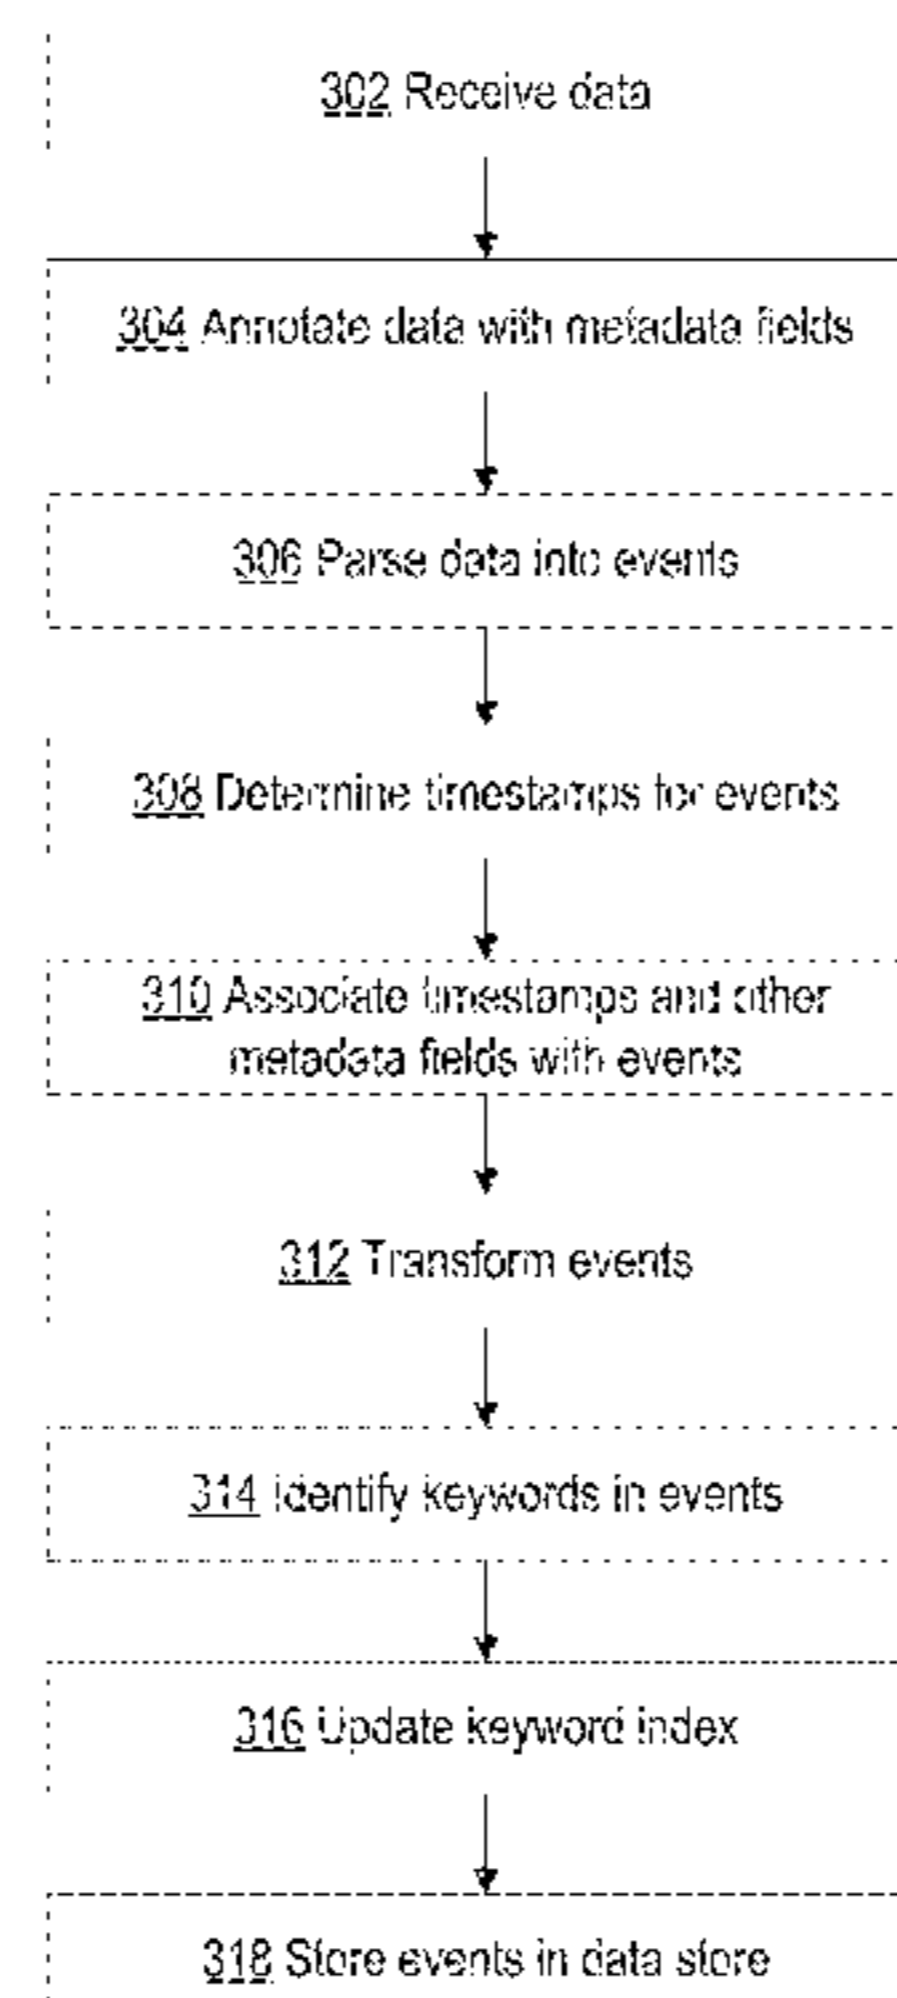 302 Receive data
304 Annotate data with metadata fields
306 Parse data into events
308 Determine timestamps for events
310 Associate timestamps and other
metadata fields with events
312 Transform events
314 Identify keywords in events
316 Update keyword index
318 Store events in data store